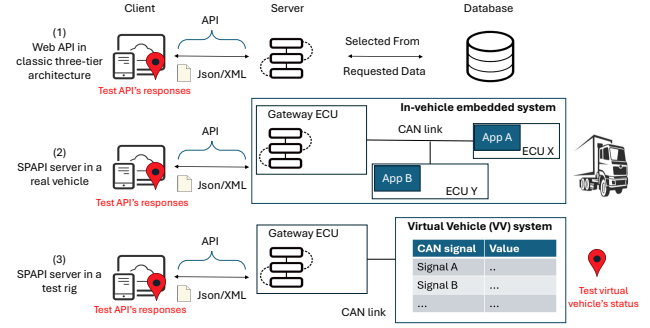 Client
Server
Database
(1)
Web API in
classic three-tier
architecture
API
Json/XML
Test API's responses
Selected From
Requested Data
(2)
SPAPI server in a
real vehicle
API
Json/XML
Test API's responses
In-vehicle embedded system
Gateway ECU
CAN link
App A
ECU X
App B
ECU Y
(3)
SPAPI server in a
test rig
API
Json/XML
Test API's responses
Gateway ECU
CAN link
Virtual Vehicle (VV) system
CAN signal Value
Signal A ..
Signal B ...
... ...
Test virtual
vehicle's status